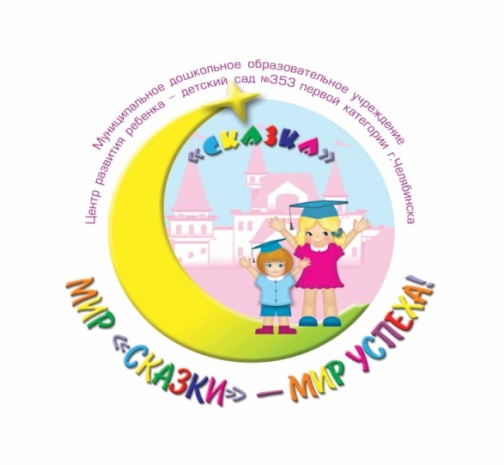 Муниципальное дошкольное образовательное учреждение
Центр развития ребенка – детский сад №353 первой категории г.Челябинска
«СКАЗКА»
МИР «СКАЗКИ» – МИР УСПЕХА!